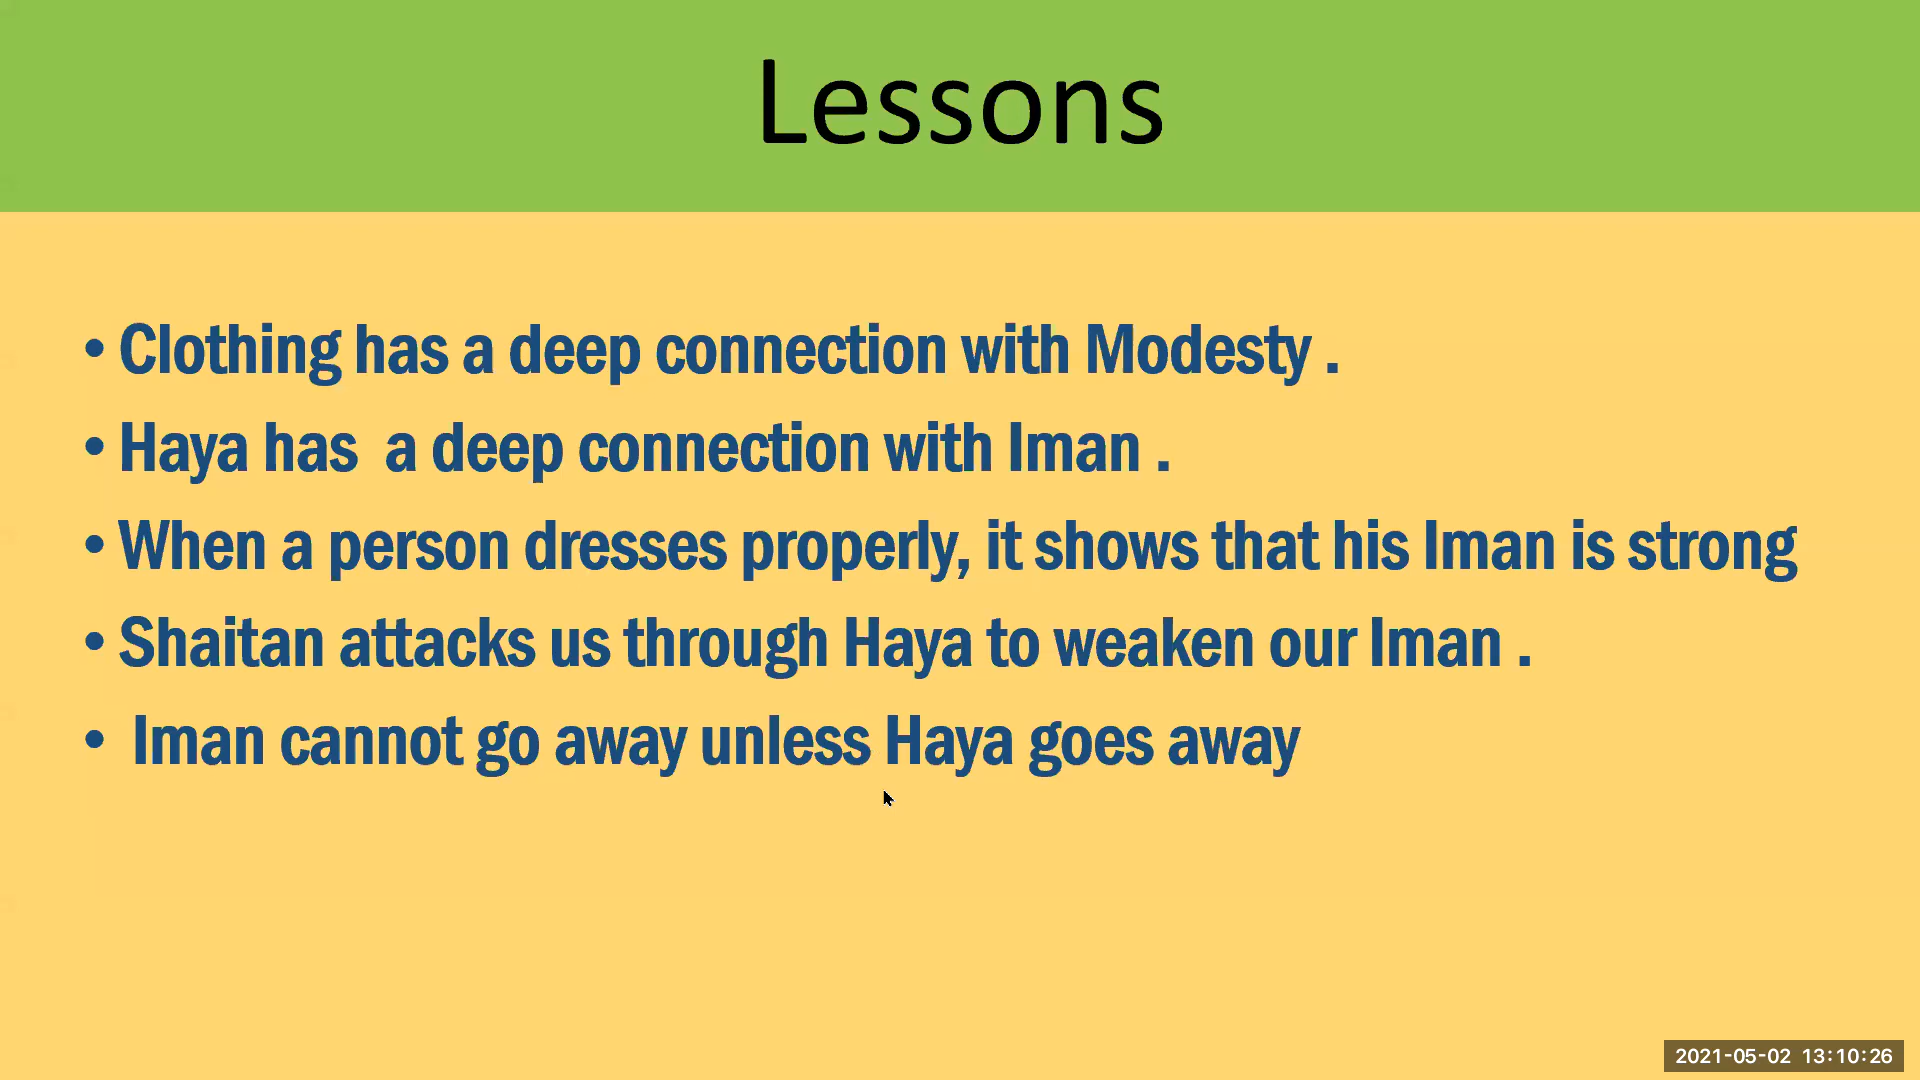 Lessons
• Clothing has a deep connection with Modesty .
• Haya has  a deep connection with Iman .
• When a person dresses properly, it shows that his Iman is strong
• Shaitan attacks us through Haya to weaken our Iman .
•  Iman cannot go away unless Haya goes away
2021-05-02 13:10:26